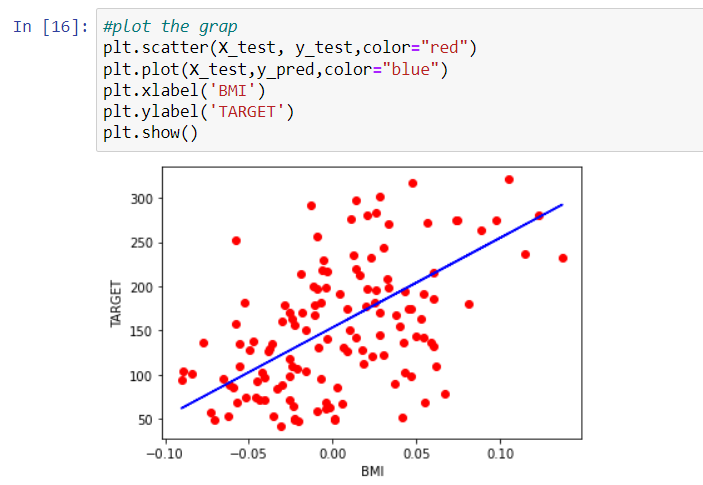 In [16]: #plot the grap
plt.scatter(X_test, y_test,color="red")
plt.plot(X_test,y_pred,color="blue")
plt.xlabel('BMI')
plt.ylabel('TARGET')
plt.show()
300
250
200
150
100
50
TARGET
−0.10 −0.05 0.00 0.05 0.10
BMI